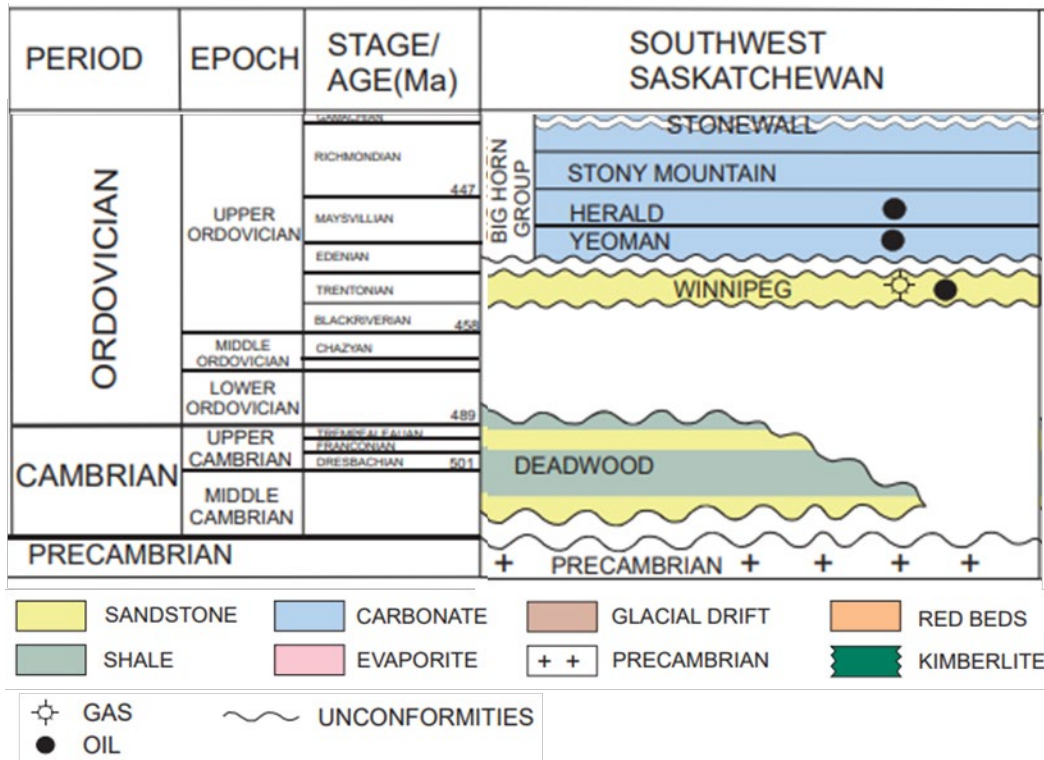 PERIOD
EPOCH
STAGE/
AGE(Ma)
SOUTHWEST
SASKATCHEWAN
ORDOVICIAN
UPPER
ORDOVICIAN
MIDDLE
ORDOVICIAN
LOWER
ORDOVICIAN
CAMBRIAN
UPPER
CAMBRIAN
MIDDLE
CAMBRIAN
PRECAMBRIAN
RICHMONDIAN
447
MAYSVILLIAN
EDENIAN
TRENTONIAN
BLACKRIVERIAN
458
CHAZYAN
489
TREMPEALEAUAN
FRANCONIAN
DRESBACHIAN
501
BIG HORN
GROUP
STONEWALL
STONY MOUNTAIN
HERALD
YEOMAN
WINNIPEG
DEADWOOD
+ PRECAMBRIAN + + + +
SANDSTONE
CARBONATE
GLACIAL DRIFT
RED BEDS
SHALE
EVAPORITE
+ + PRECAMBRIAN
KIMBERLITE
GAS
UNCONFORMITIES
OIL